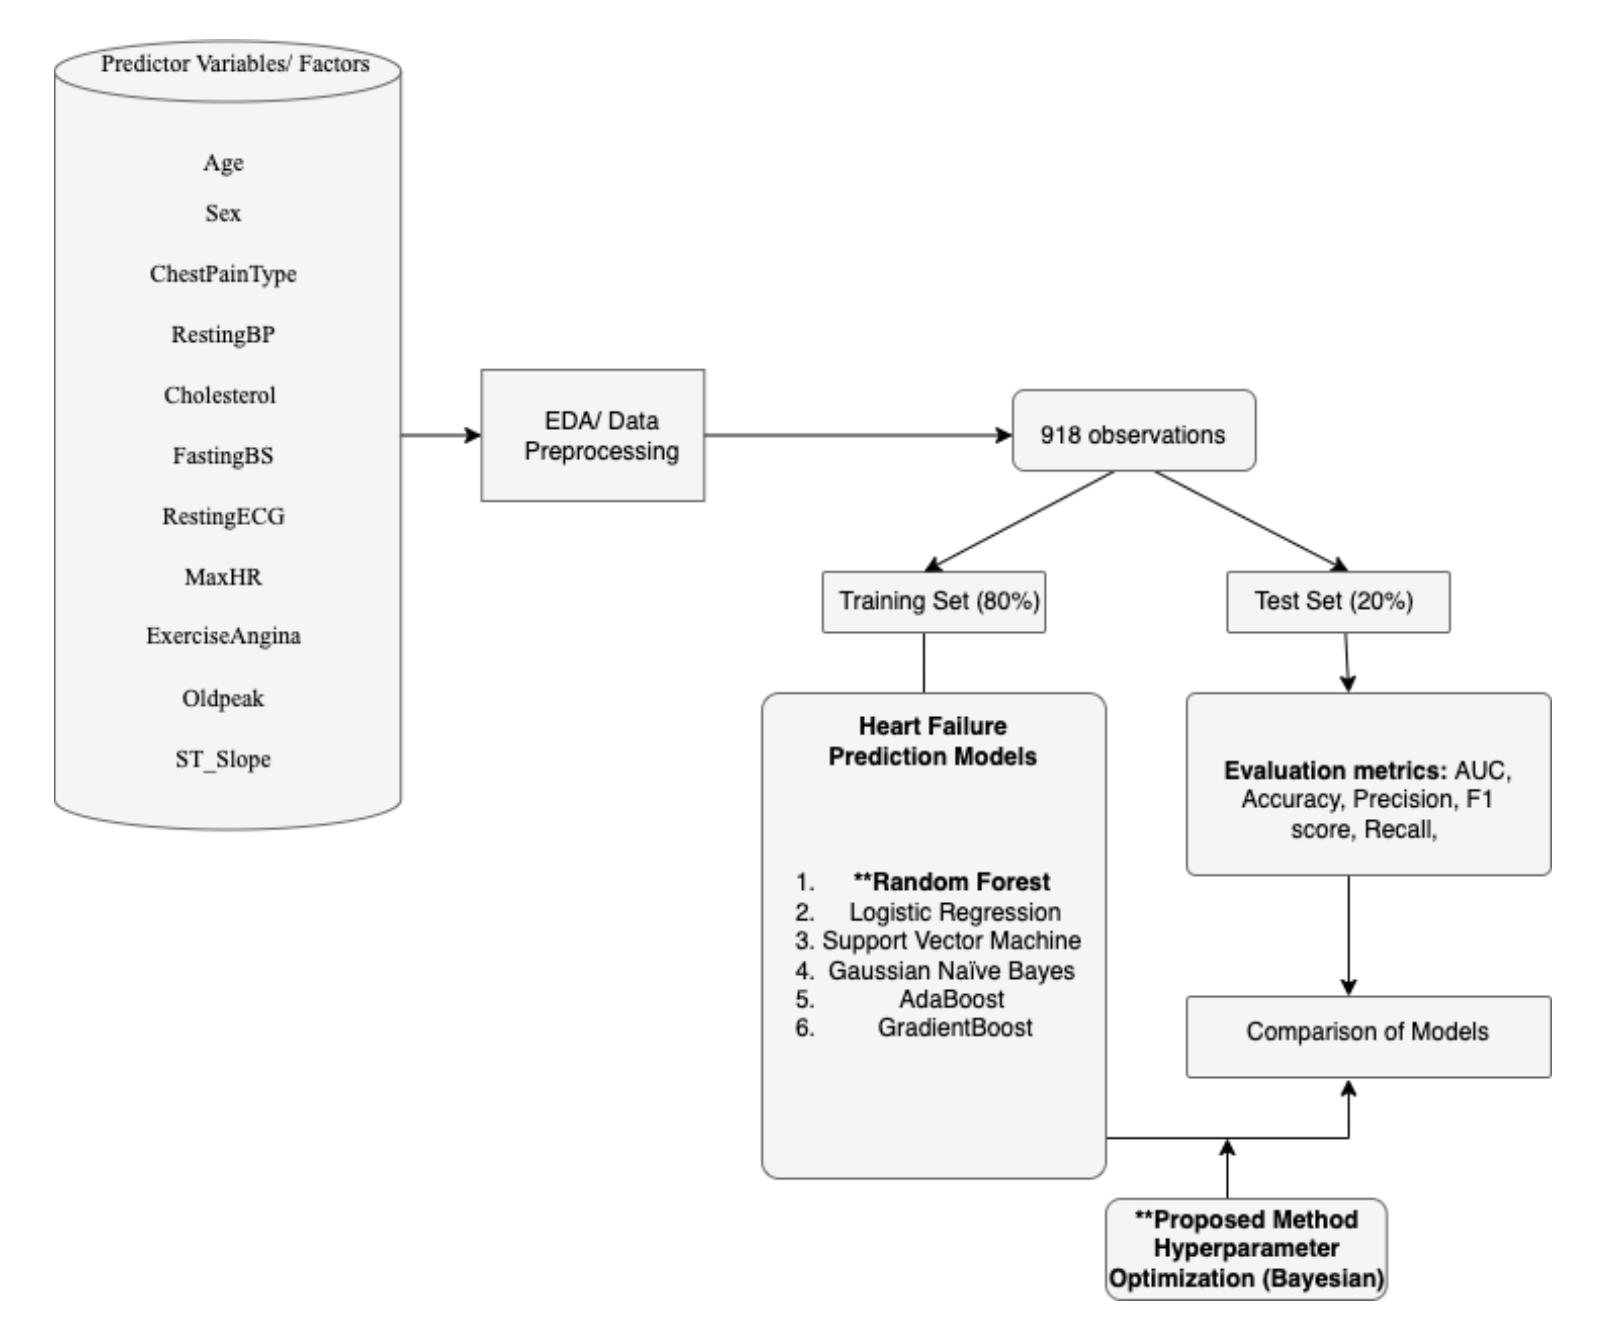 Predictor Variables/ Factors
Age
Sex
ChestPainType
RestingBP
Cholesterol
FastingBS
RestingECG
MaxHR
ExerciseAngina
Oldpeak
ST_Slope
EDA/ Data
Preprocessing
918 observations
Training Set (80%)
Test Set (20%)
Heart Failure
Prediction Models
1. **Random Forest
2. Logistic Regression
3. Support Vector Machine
4. Gaussian Naïve Bayes
5. AdaBoost
6. GradientBoost
Evaluation metrics: AUC,
Accuracy, Precision, F1
score, Recall,
Comparison of Models
**Proposed Method
Hyperparameter
Optimization (Bayesian)